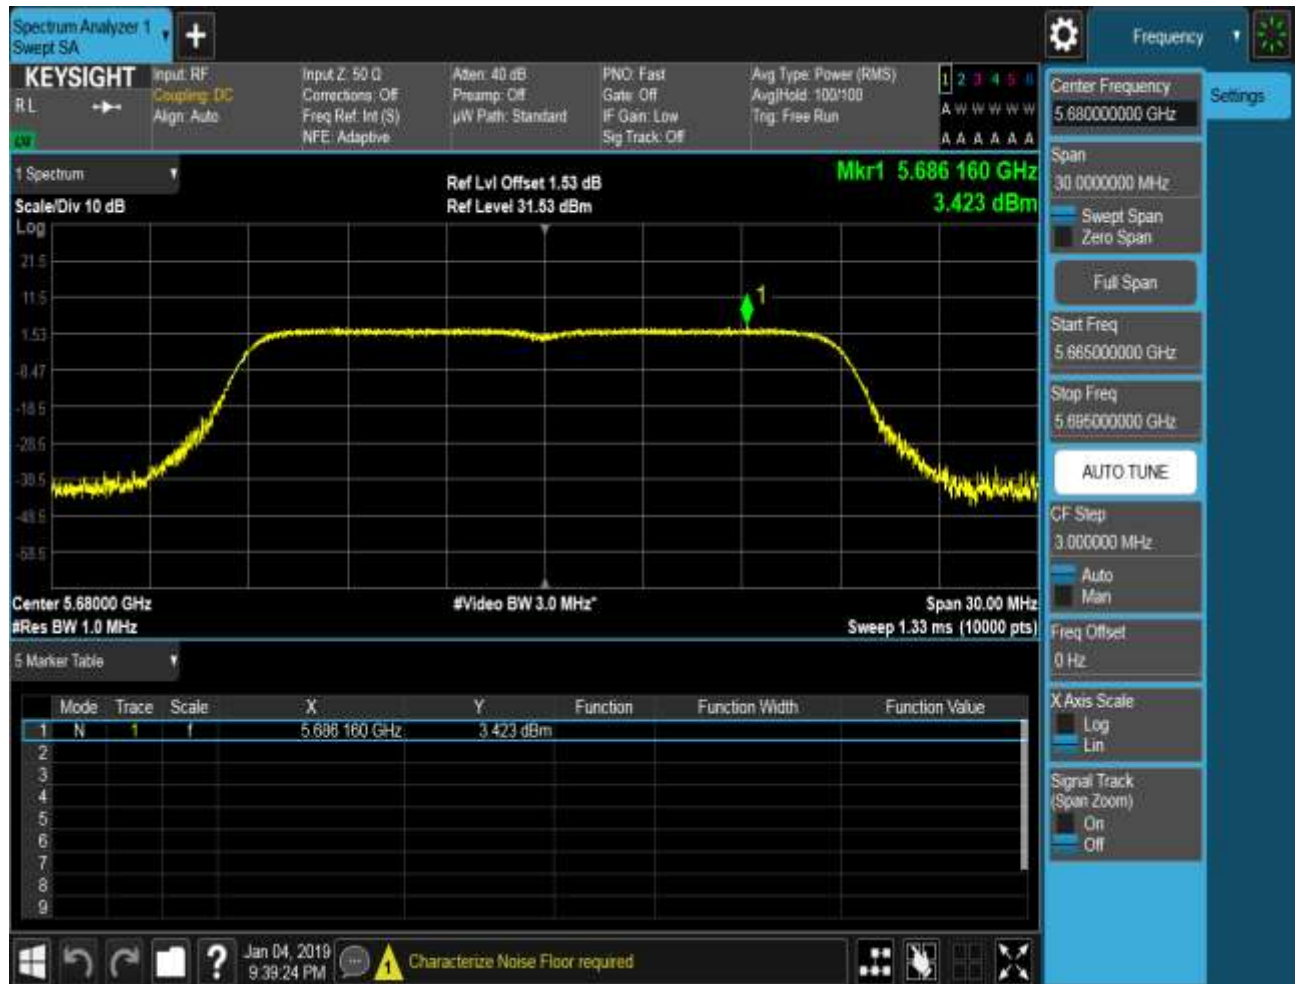 Spectrum Analyzer 1
Swept SA
Frequency
KEYSIGHT
R L
Input: RF
Coupling: DC
Align: Auto
Input Z: 50 Ω
Corrections: Off
Freq Ref: Int (S)
NFE: Adaptive
Atten: 40 dB
Preamp: Off
µW Path: Standard
PNO: Fast
Gate: Off
IF Gain: Low
Sig Track: Off
Avg Type: Power (RMS)
Avg|Hold: 100/100
Trig: Free Run
1 2 3 4 5 6
A W W W W W
A A A A A A
1 Spectrum
Scale/Div 10 dB
Log
Ref Lvl Offset 1.53 dB
Ref Level 31.53 dBm
Mkr1 5.686 160 GHz
3.423 dBm
21.5
11.5
1.53
-8.47
-18.5
-28.5
-38.5
-48.5
-58.5
1
Center 5.68000 GHz
#Res BW 1.0 MHz
#Video BW 3.0 MHz*
Span 30.00 MHz
Sweep 1.33 ms (10000 pts)
5 Marker Table
Mode Trace Scale X Y Function Function Width Function Value
1 N 1 f 5.686 160 GHz 3.423 dBm
2
3
4
5
6
7
8
9
Jan 04, 2019
9:39:24 PM
1
Characterize Noise Floor required
Center Frequency
5.680000000 GHz
Settings
Span
30.0000000 MHz
Swept Span
Zero Span
Full Span
Start Freq
5.665000000 GHz
Stop Freq
5.695000000 GHz
AUTO TUNE
CF Step
3.000000 MHz
Auto
Man
Freq Offset
0 Hz
X Axis Scale
Log
Lin
Signal Track
(Span Zoom)
On
Off